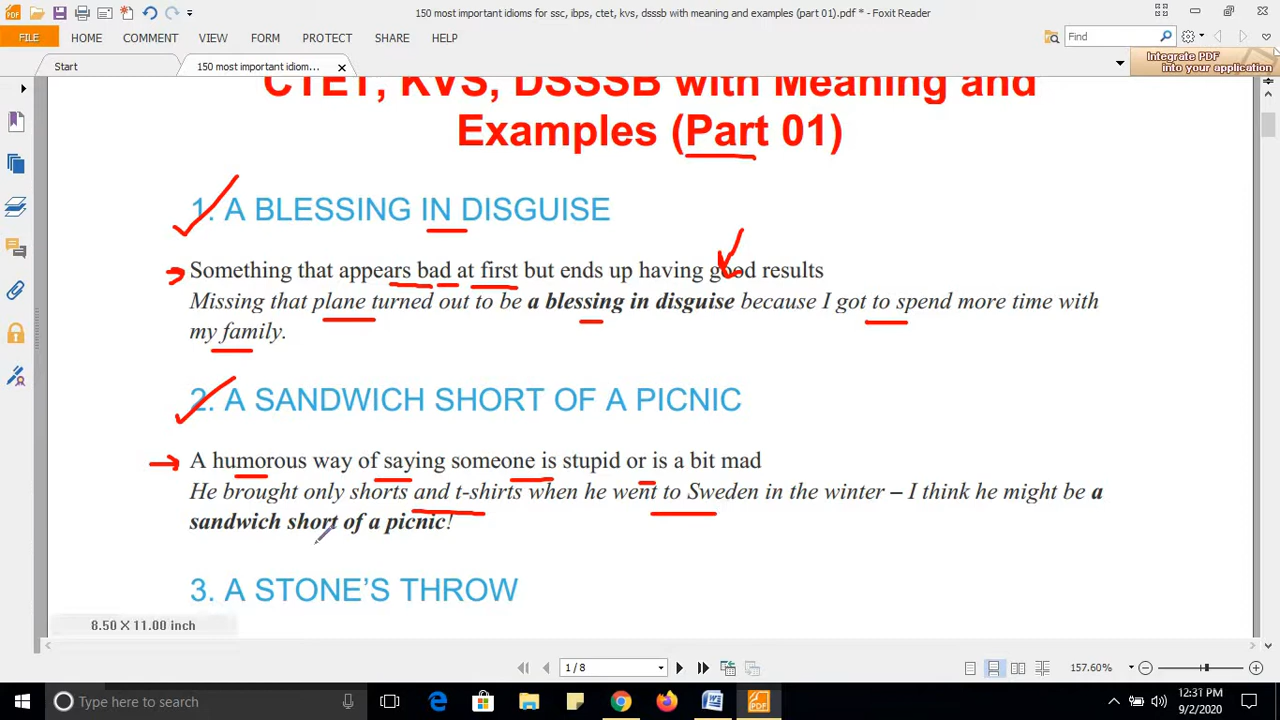 150 most important idioms for ssc, ibps, ctet, kvs, dsssb with meaning and examples (part 01).pdf * - Foxit Reader
FILE HOME COMMENT VIEW FORM PROTECT SHARE HELP
Find
Start
150 most important idiom...
Integrate PDF
into your application
CTET, KVS, DSSSB with Meaning and
Examples (Part 01)
1. A BLESSING IN DISGUISE
Something that appears bad at first but ends up having good results
Missing that plane turned out to be a blessing in disguise because I got to spend more time with
my family.
2. A SANDWICH SHORT OF A PICNIC
A humorous way of saying someone is stupid or is a bit mad
He brought only shorts and t-shirts when he went to Sweden in the winter – I think he might be a
sandwich short of a picnic!
3. A STONE’S THROW
8.50 × 11.00 inch
1 / 8
157.60%
Type here to search
12:31 PM
9/2/2020